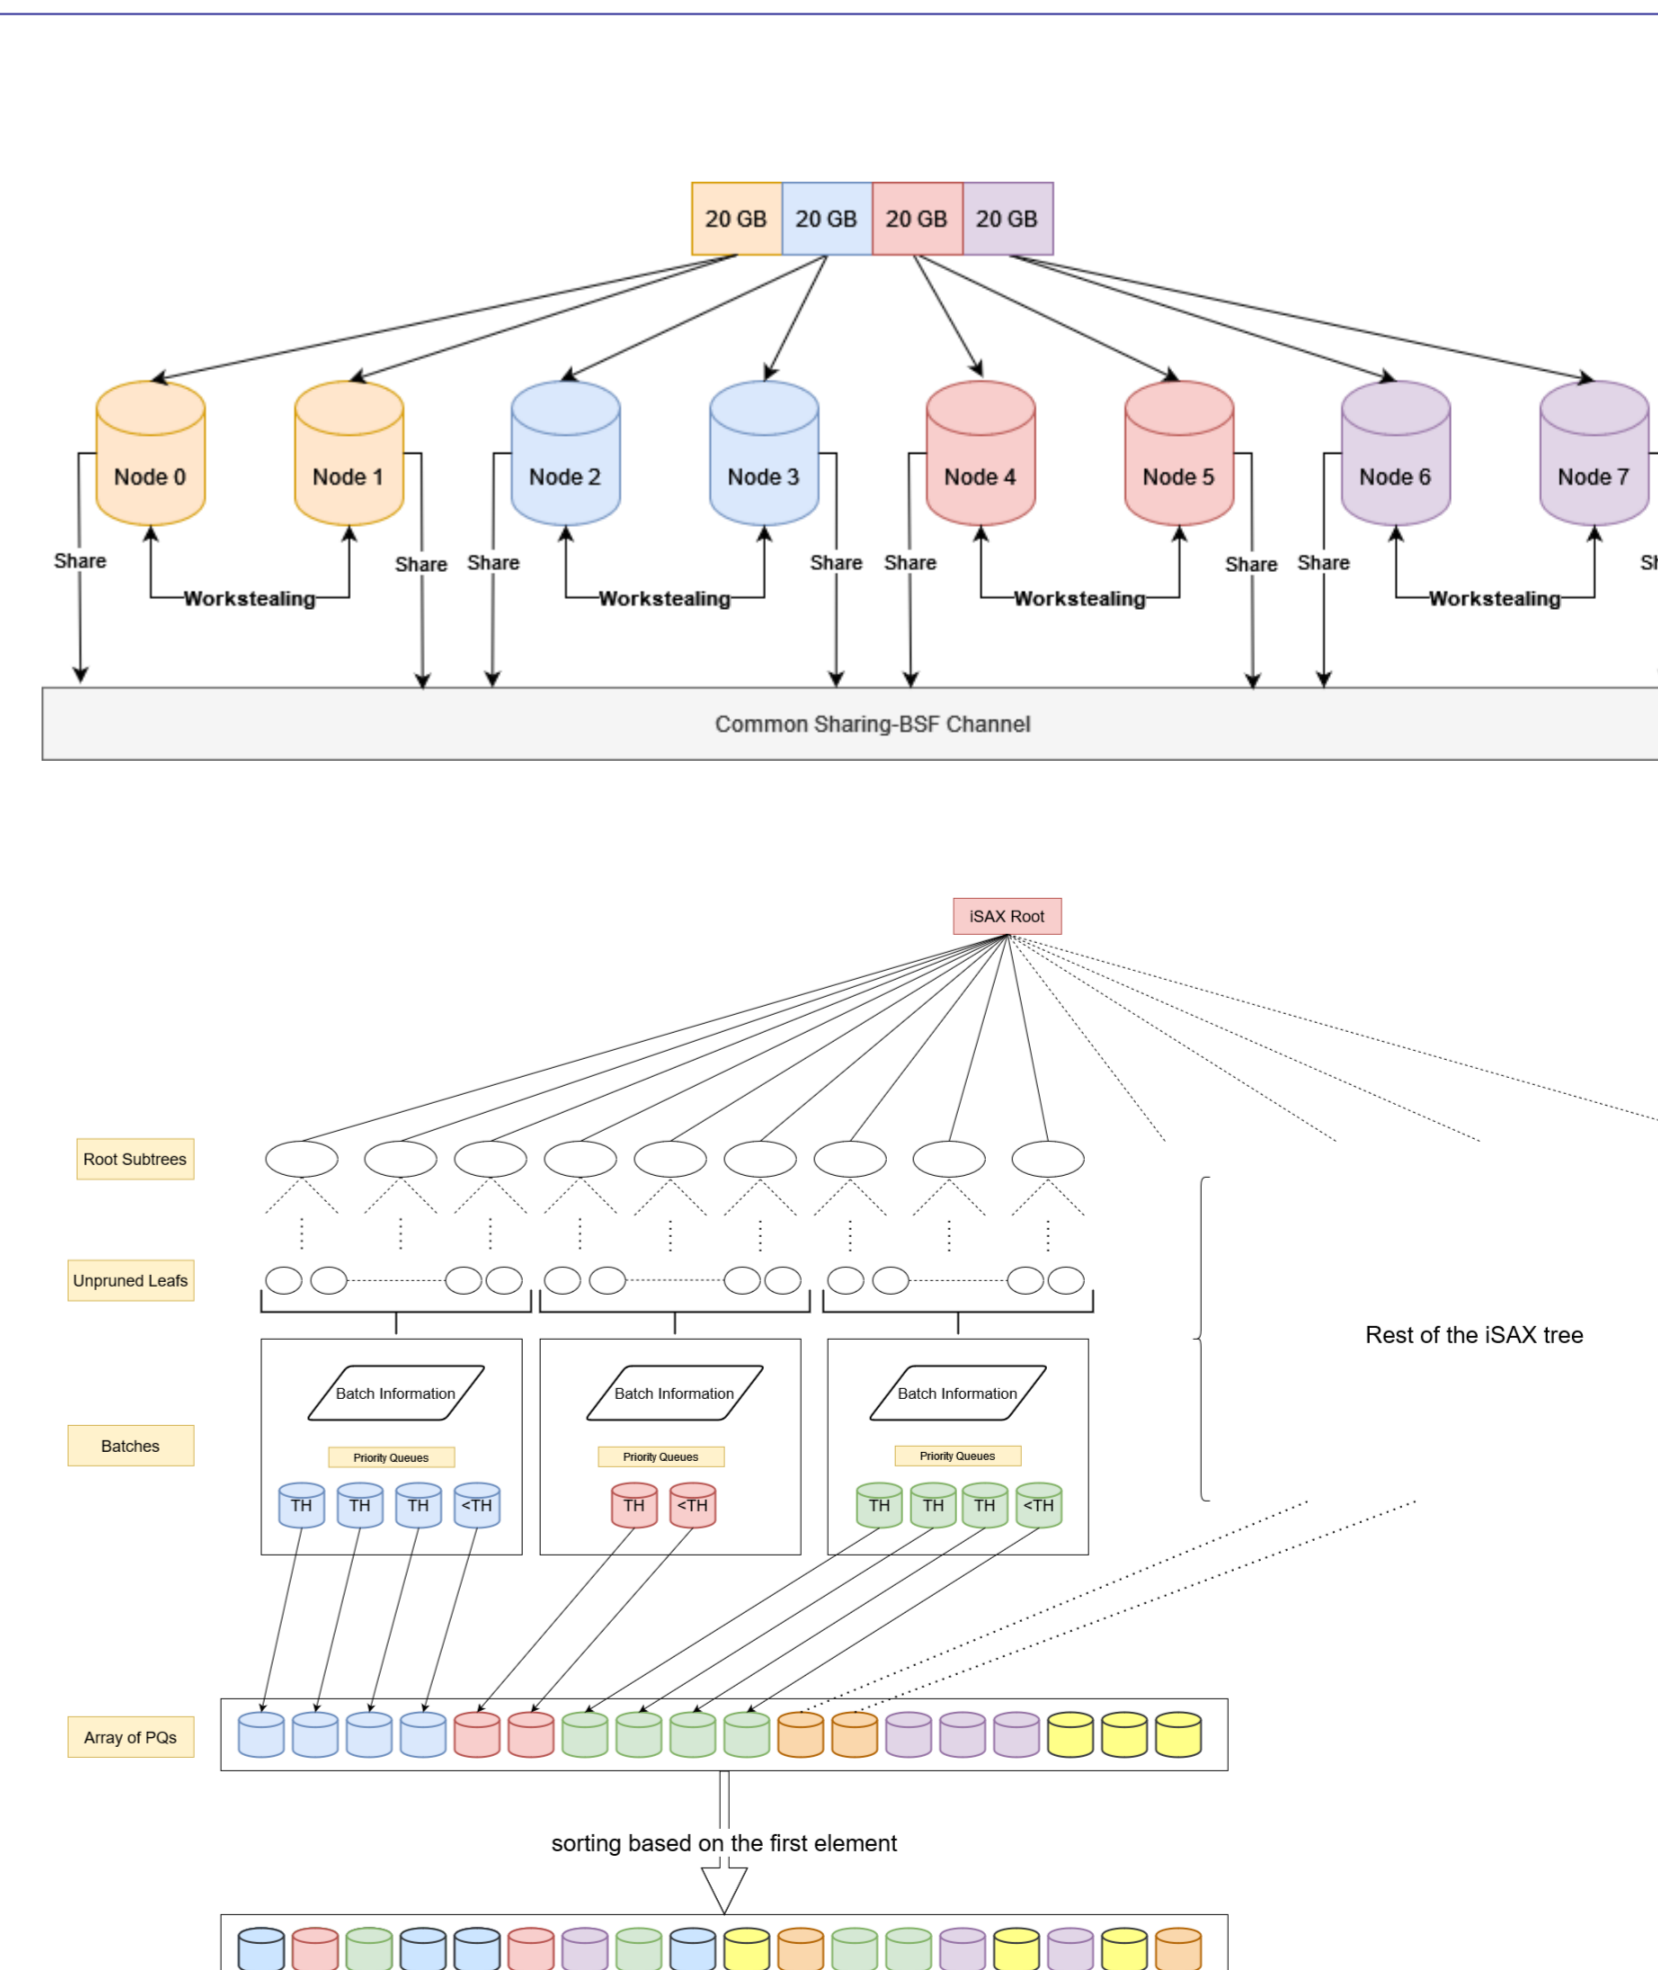 20 GB 20 GB 20 GB 20 GB
Node 0 Node 1 Node 2 Node 3 Node 4 Node 5 Node 6 Node 7
Share Share Share Share Share Share Share
Workstealing Workstealing Workstealing Workstealing
Common Sharing-BSF Channel
iSAX Root
Root Subtrees
Unpruned Leafs
Rest of the iSAX tree
Batch Information Batch Information Batch Information
Batches
Priority Queues Priority Queues Priority Queues
TH TH TH <TH TH <TH TH TH TH <TH
Array of PQs
sorting based on the first element